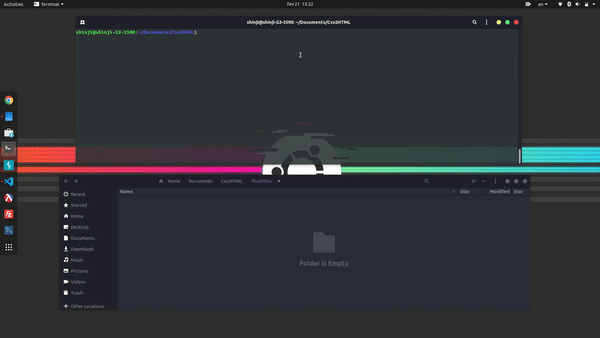 Activities Terminal fev 21 13:22 en
shinji@shinji-G3-3590: ~/Documents/Csv2HTML
shinji@shinji-G3-3590:~/Documents/Csv2HTML$
Home Documents Csv2HTML
Name Size Modified Star
Recent
Starred
Home
Desktop
Documents
Downloads
Music
Pictures
Videos
Trash
Other Locations
Folder is Empty